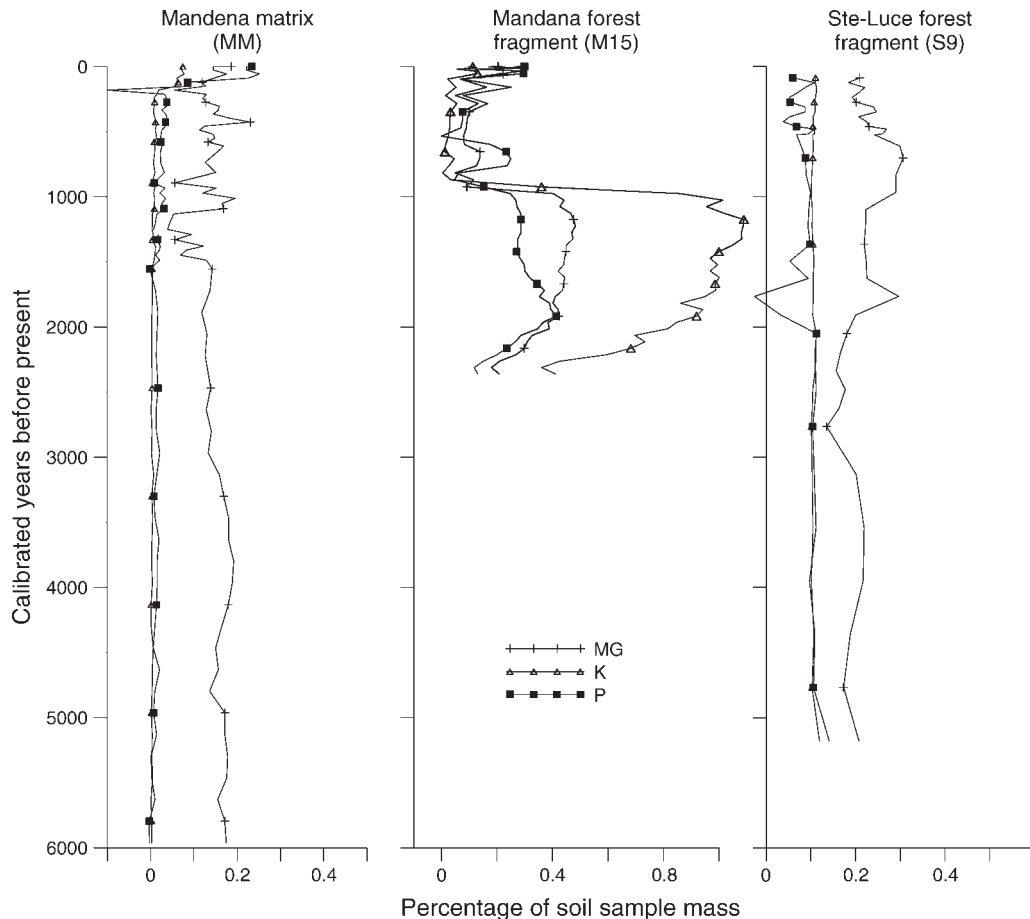 Mandena matrix
(MM)
Mandana forest
fragment (M15)
Ste-Luce forest
fragment (S9)
Calibrated years before present
0
1000
2000
3000
4000
5000
6000
MG
K
P
0 0.2 0.4
0 0.2 0.4 0.8
0 0.2 0.4
Percentage of soil sample mass